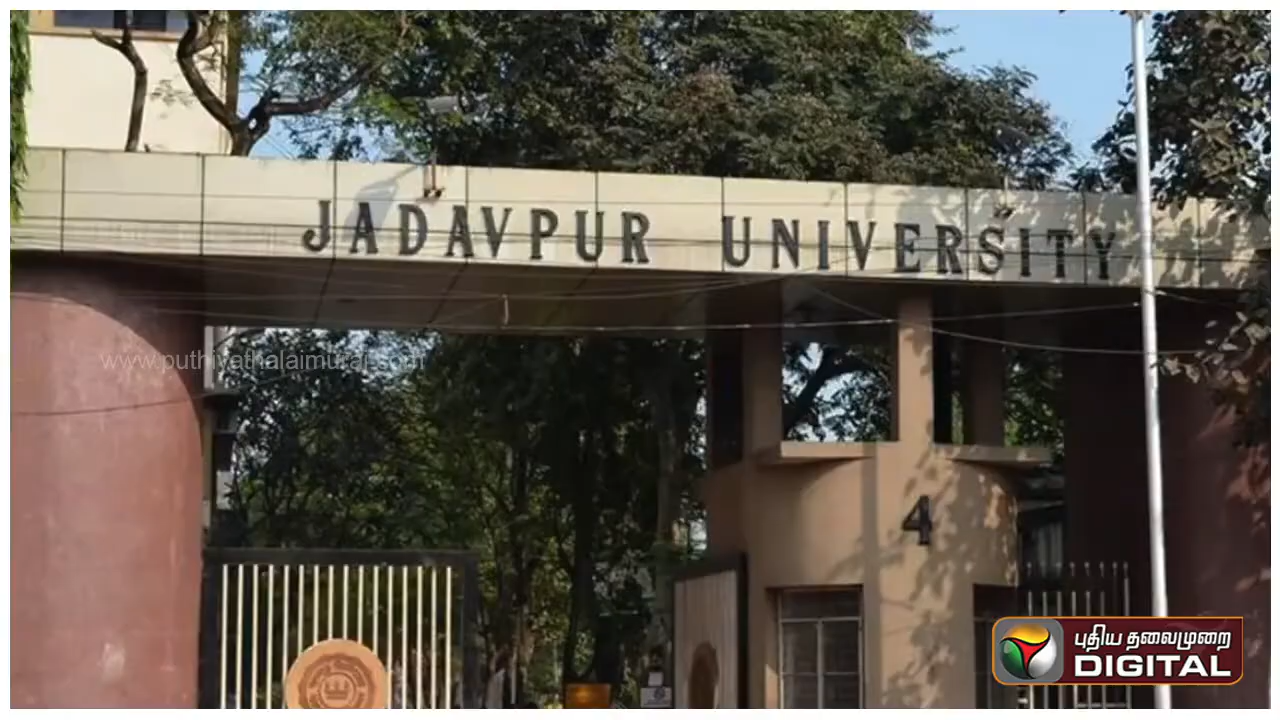 JADAVPUR UNIVERSITY
www.puthiyathalaimurai.com
4
புதிய தலைமுறை
DIGITAL